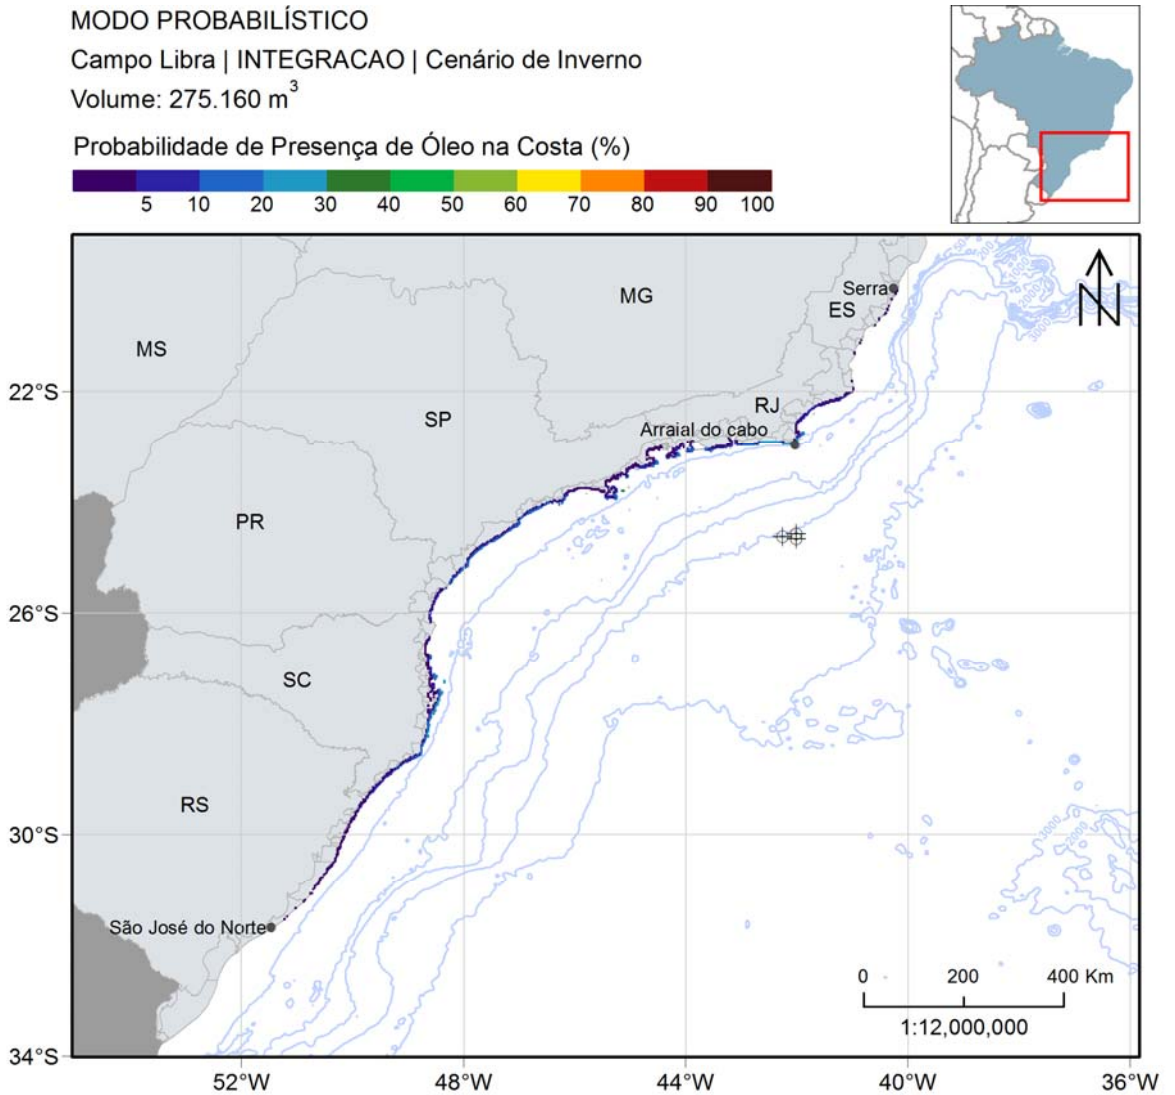 MODO PROBABILÍSTICO
Campo Libra | INTEGRACAO | Cenário de Inverno
Volume: 275.160 m³
Probabilidade de Presença de Óleo na Costa (%)
5 10 20 30 40 50 60 70 80 90 100
Serra
MG
ES
MS
22°S
RJ
SP
Arraial do cabo
PR
26°S
SC
RS
30°S
3000
2000
1000
São José do Norte
0 200 400 Km
1:12,000,000
34°S
52°W 48°W 44°W 40°W 36°W
N